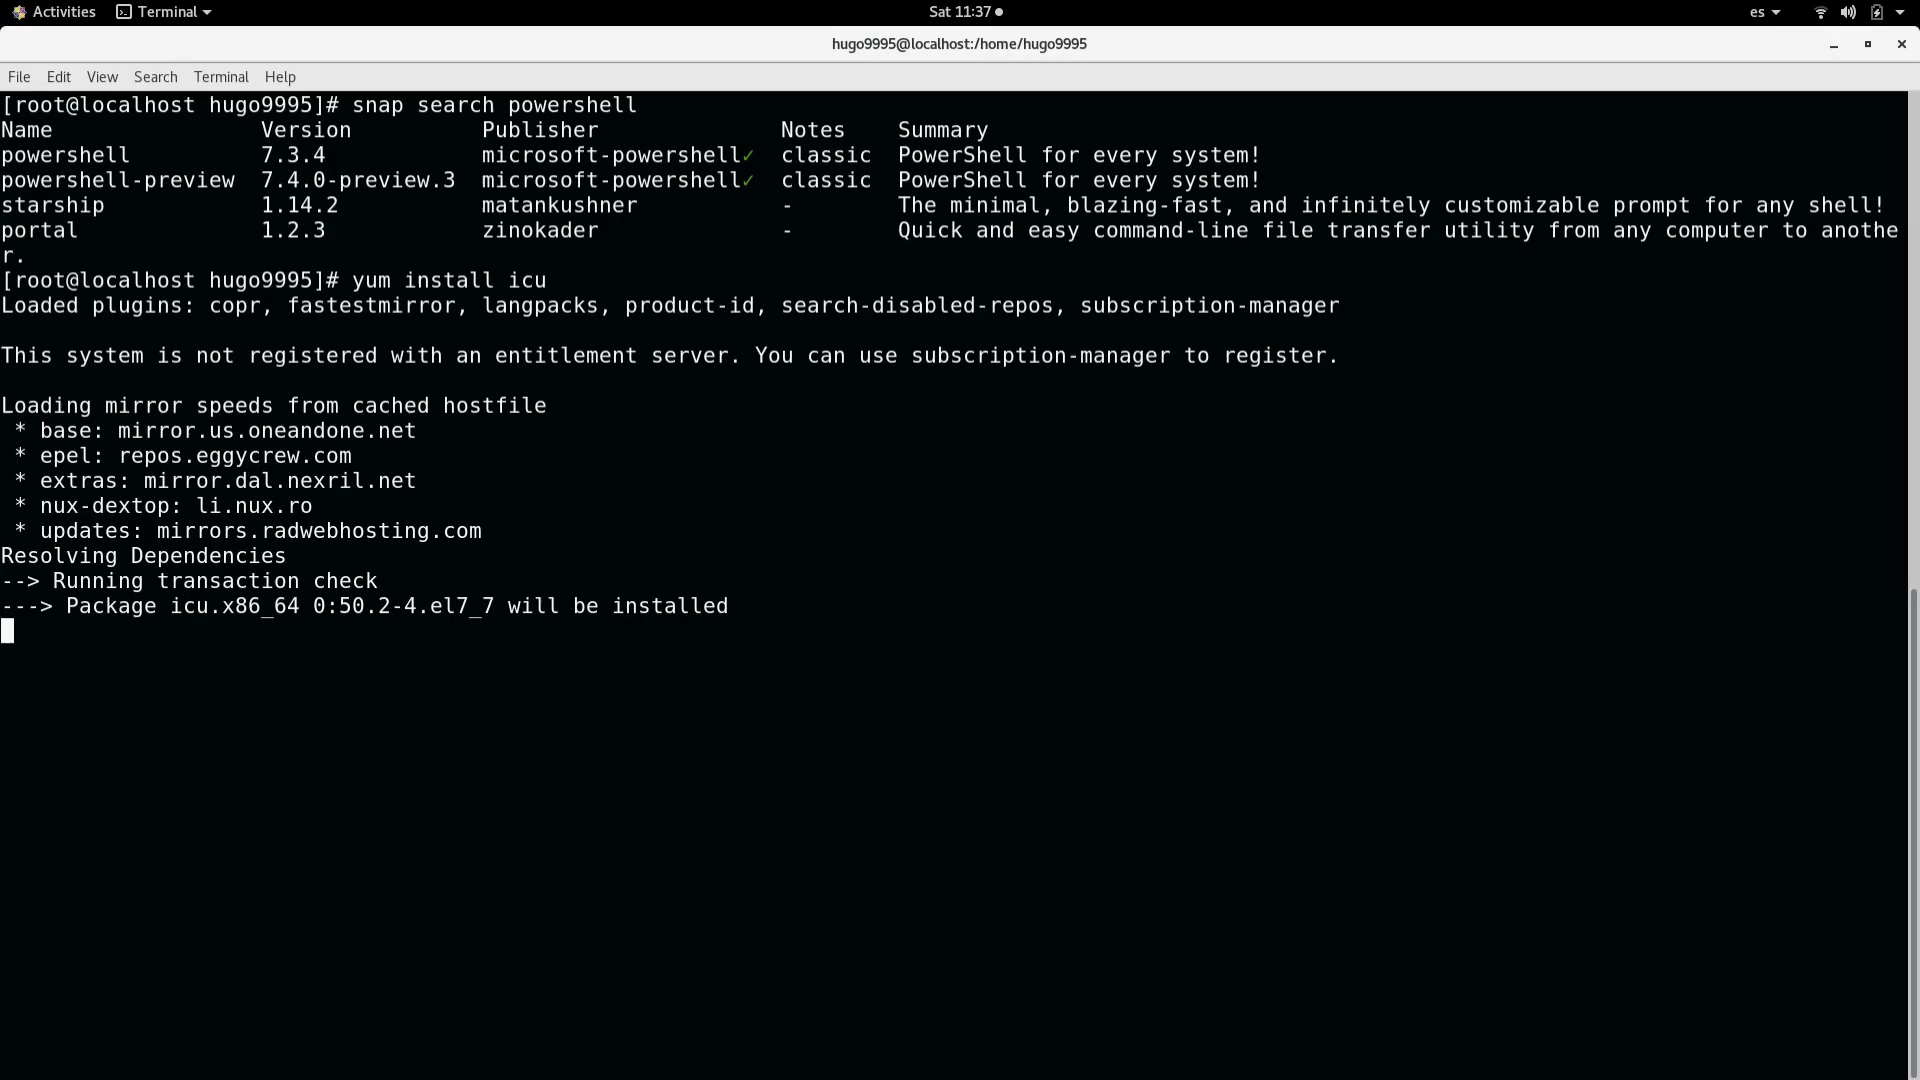 Activities Terminal Sat 11:37 es
hugo9995@localhost:/home/hugo9995
File Edit View Search Terminal Help
[root@localhost hugo9995]# snap search powershell
Name                Version          Publisher              Notes    Summary
powershell          7.3.4            microsoft-powershell✓  classic  PowerShell for every system!
powershell-preview  7.4.0-preview.3  microsoft-powershell✓  classic  PowerShell for every system!
starship            1.14.2           matankushner           -        The minimal, blazing-fast, and infinitely customizable prompt for any shell!
portal              1.2.3            zinokader              -        Quick and easy command-line file transfer utility from any computer to anothe
r.
[root@localhost hugo9995]# yum install icu
Loaded plugins: copr, fastestmirror, langpacks, product-id, search-disabled-repos, subscription-manager
This system is not registered with an entitlement server. You can use subscription-manager to register.
Loading mirror speeds from cached hostfile
 * base: mirror.us.oneandone.net
 * epel: repos.eggycrew.com
 * extras: mirror.dal.nexril.net
 * nux-dextop: li.nux.ro
 * updates: mirrors.radwebhosting.com
Resolving Dependencies
--> Running transaction check
---> Package icu.x86_64 0:50.2-4.el7_7 will be installed